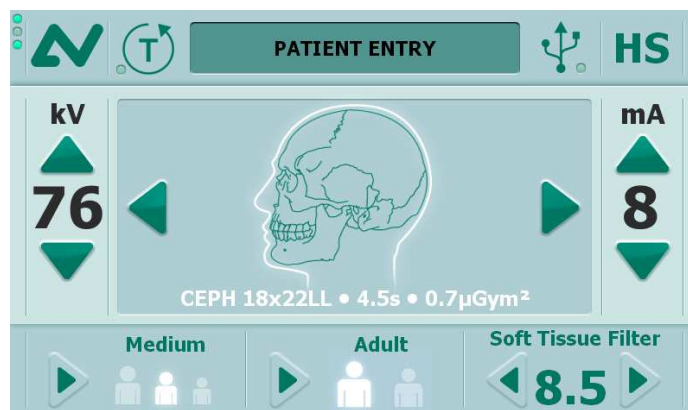 T
PATIENT ENTRY
HS
kV
76
mA
8
CEPH 18x22LL • 4.5s • 0.7µGym²
Medium
Adult
Soft Tissue Filter
8.5